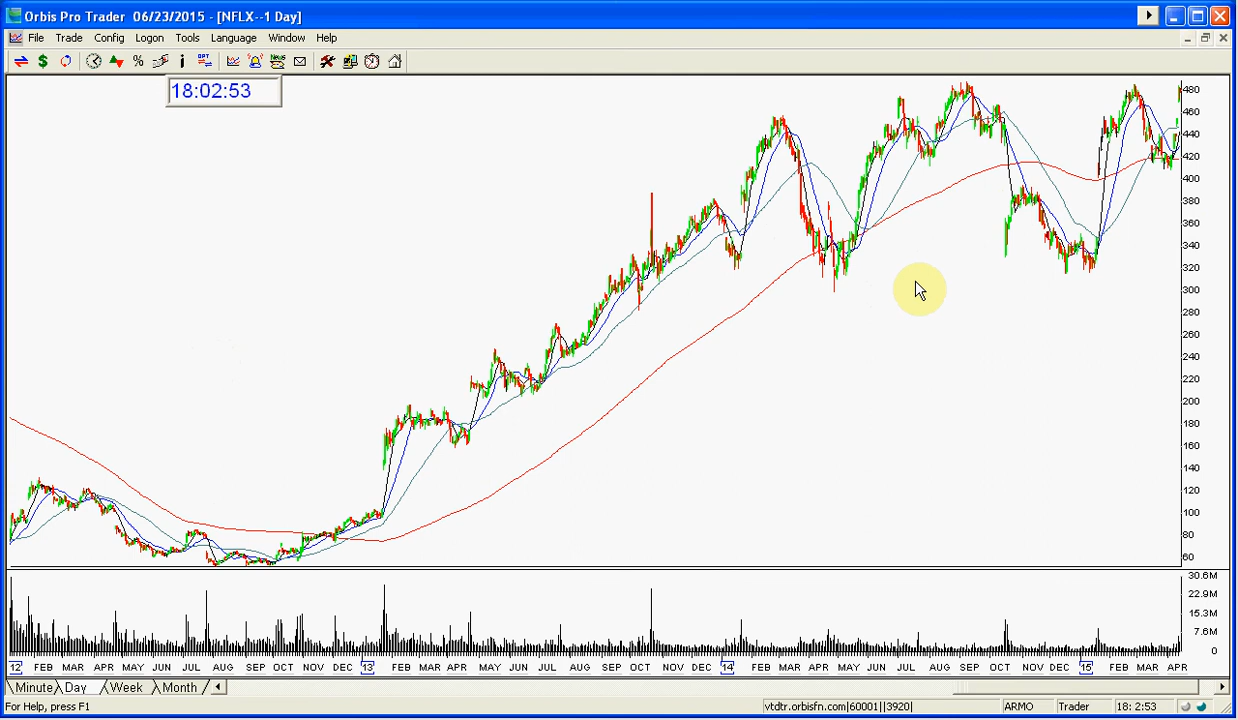 Orbis Pro Trader 06/23/2015 - [NFLX--1 Day]
File Trade Config Logon Tools Language Window Help
$ % i OPT News
18:02:53
480
460
440
420
400
380
360
340
320
300
280
260
240
220
200
180
160
140
120
100
80
60
30.6M
22.9M
15.3M
7.6M
0
12 FEB MAR APR MAY JUN JUL AUG SEP OCT NOV DEC 13 FEB MAR APR MAY JUN JUL AUG SEP OCT NOV DEC 14 FEB MAR APR MAY JUN JUL AUG SEP OCT NOV DEC 15 FEB MAR APR
Minute Day Week Month
For Help, press F1 vtdtr.orbisfn.com|60001||3920| ARMO Trader 18: 2:53